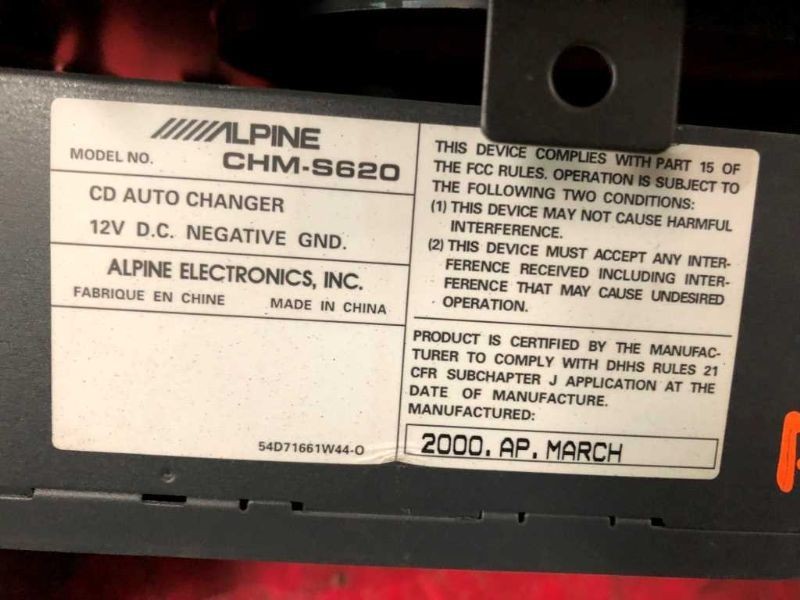 ALPINE
MODEL NO. CHM-S620
CD AUTO CHANGER
12V D.C. NEGATIVE GND.
ALPINE ELECTRONICS, INC.
FABRIQUE EN CHINE MADE IN CHINA
54D71661W44-O
THIS DEVICE COMPLIES WITH PART 15 OF
THE FCC RULES. OPERATION IS SUBJECT TO
THE FOLLOWING TWO CONDITIONS:
(1) THIS DEVICE MAY NOT CAUSE HARMFUL
INTERFERENCE.
(2) THIS DEVICE MUST ACCEPT ANY INTER-
FERENCE RECEIVED INCLUDING INTER-
FERENCE THAT MAY CAUSE UNDESIRED
OPERATION.
PRODUCT IS CERTIFIED BY THE MANUFAC-
TURER TO COMPLY WITH DHHS RULES 21
CFR SUBCHAPTER J APPLICATION AT THE
DATE OF MANUFACTURE.
MANUFACTURED:
2000. AP. MARCH